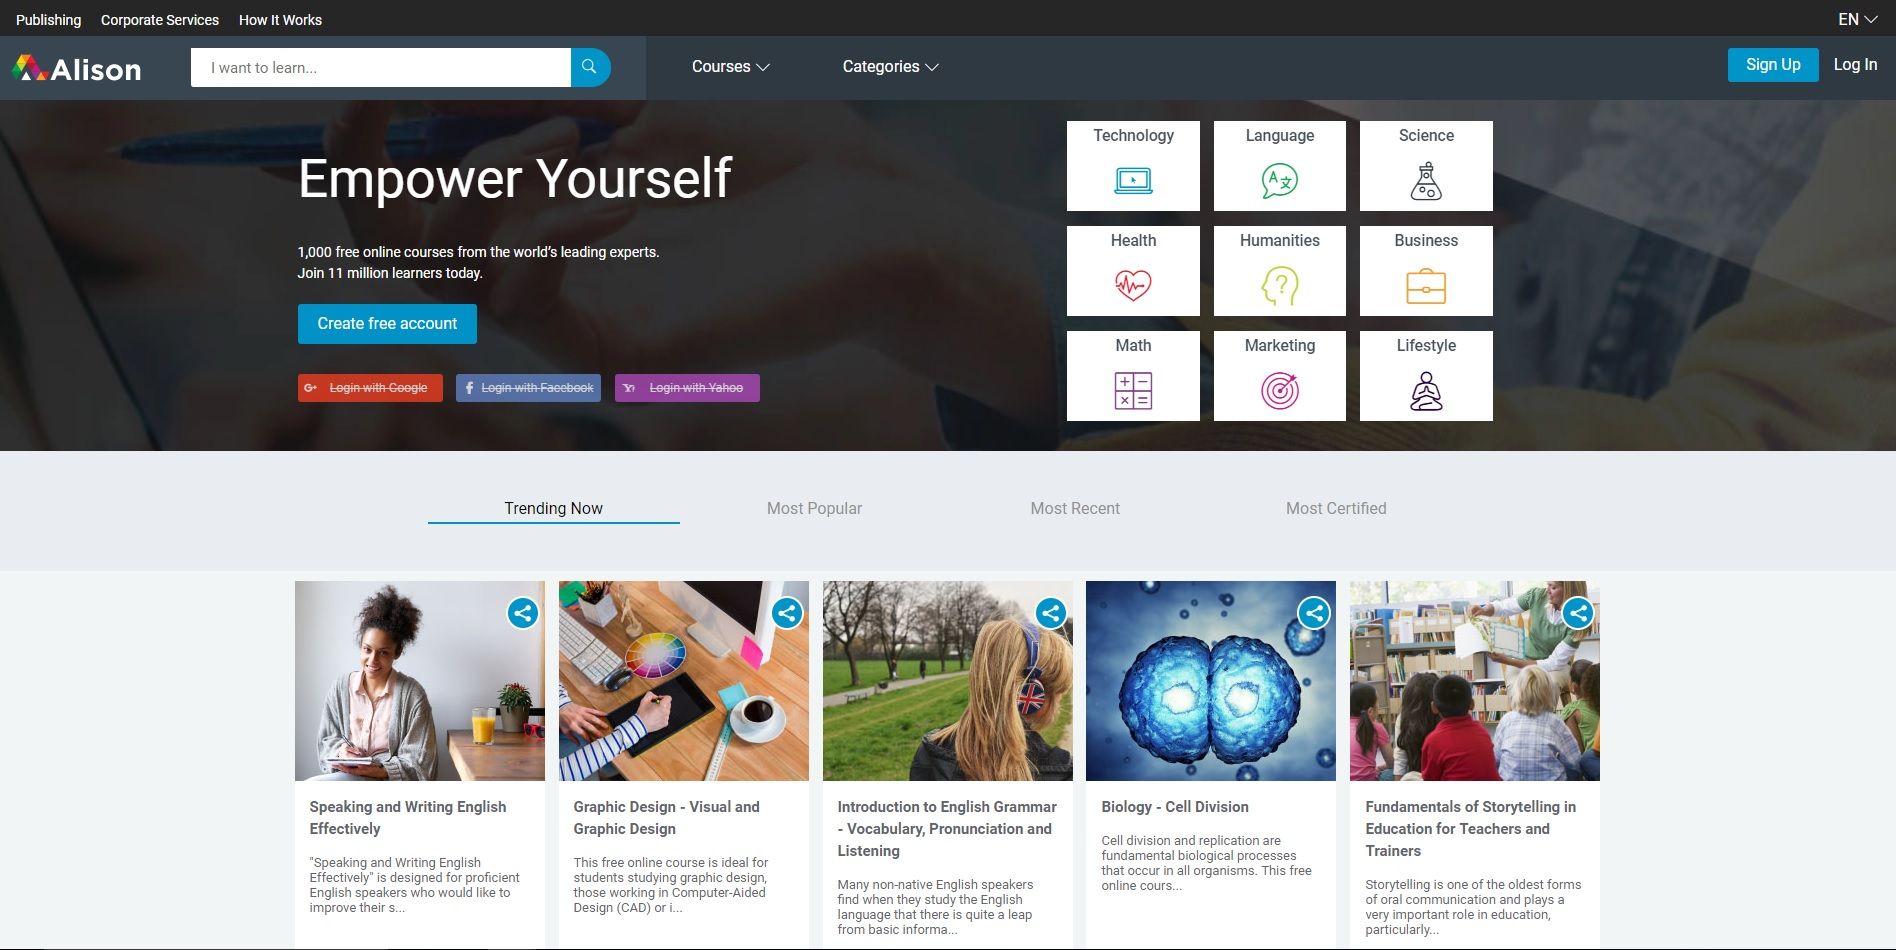 Publishing
Corporate Services
How It Works
EN
Alison
I want to learn...
Courses
Categories
Sign Up
Log In
Empower Yourself
1,000 free online courses from the world's leading experts.
Join 11 million learners today.
Create free account
G+ Login with Google
f Login with Facebook
Y! Login with Yahoo
Technology
Language
Science
Health
Humanities
Business
Math
Marketing
Lifestyle
Trending Now
Most Popular
Most Recent
Most Certified
Speaking and Writing English
Effectively
"Speaking and Writing English
Effectively" is designed for proficient
English speakers who would like to
improve their s...
Graphic Design - Visual and
Graphic Design
This free online course is ideal for
students studying graphic design,
those working in Computer-Aided
Design (CAD) or i...
Introduction to English Grammar
- Vocabulary, Pronunciation and
Listening
Many non-native English speakers
find when they study the English
language that there is quite a leap
from basic informa...
Biology - Cell Division
Cell division and replication are
fundamental biological processes
that occur in all organisms. This free
online cours...
Fundamentals of Storytelling in
Education for Teachers and
Trainers
Storytelling is one of the oldest forms
of oral communication and plays a
very important role in education,
particularly...